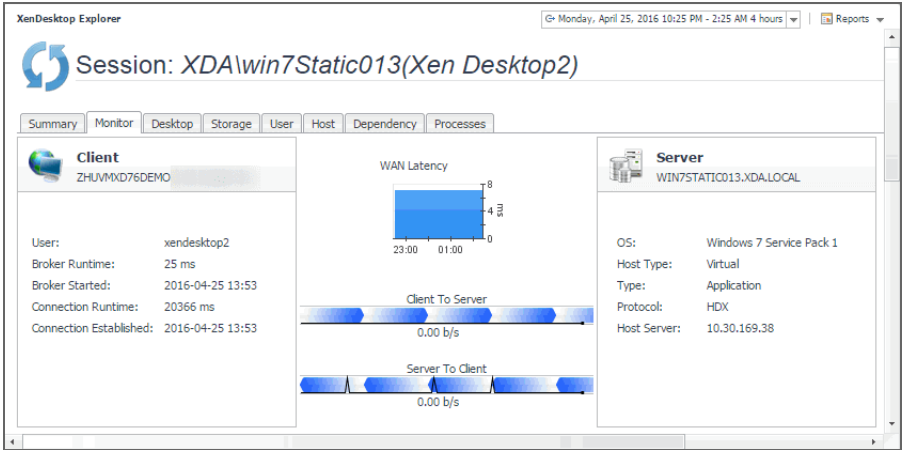 XenDesktop Explorer
Monday, April 25, 2016 10:25 PM - 2:25 AM 4 hours
Reports
Session: XDA\win7Static013(Xen Desktop2)
Summary Monitor Desktop Storage User Host Dependency Processes
Client
ZHUVMXD76DEMO
User: xendesktop2
Broker Runtime: 25 ms
Broker Started: 2016-04-25 13:53
Connection Runtime: 20366 ms
Connection Established: 2016-04-25 13:53
WAN Latency
8
4
0
ms
23:00 01:00
Client To Server
0.00 b/s
Server To Client
0.00 b/s
Server
WIN7STATIC013.XDA.LOCAL
OS: Windows 7 Service Pack 1
Host Type: Virtual
Type: Application
Protocol: HDX
Host Server: 10.30.169.38